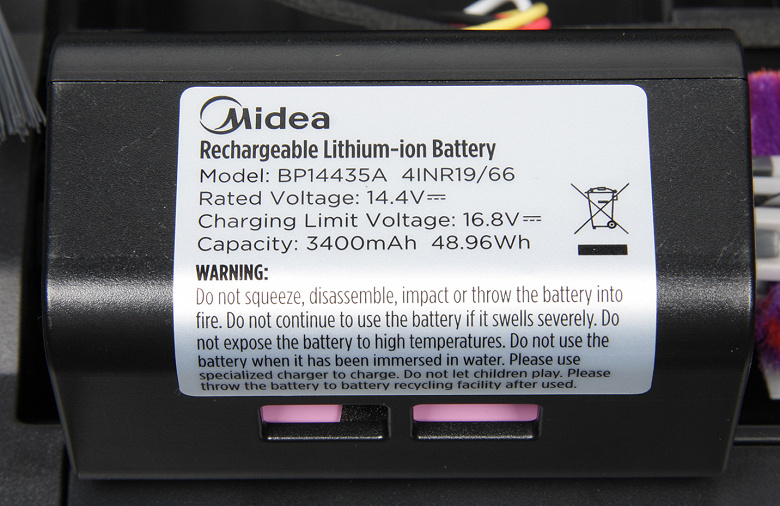 Midea
Rechargeable Lithium-ion Battery
Model: BP14435A 4INR19/66
Rated Voltage: 14.4V⎓
Charging Limit Voltage: 16.8V⎓
Capacity: 3400mAh 48.96Wh
WARNING:
Do not squeeze, disassemble, impact or throw the battery into
fire. Do not continue to use the battery if it swells severely. Do
not expose the battery to high temperatures. Do not use the
battery when it has been immersed in water. Please use
specialized charger to charge. Do not let children play. Please
throw the battery to battery recycling facility after used.